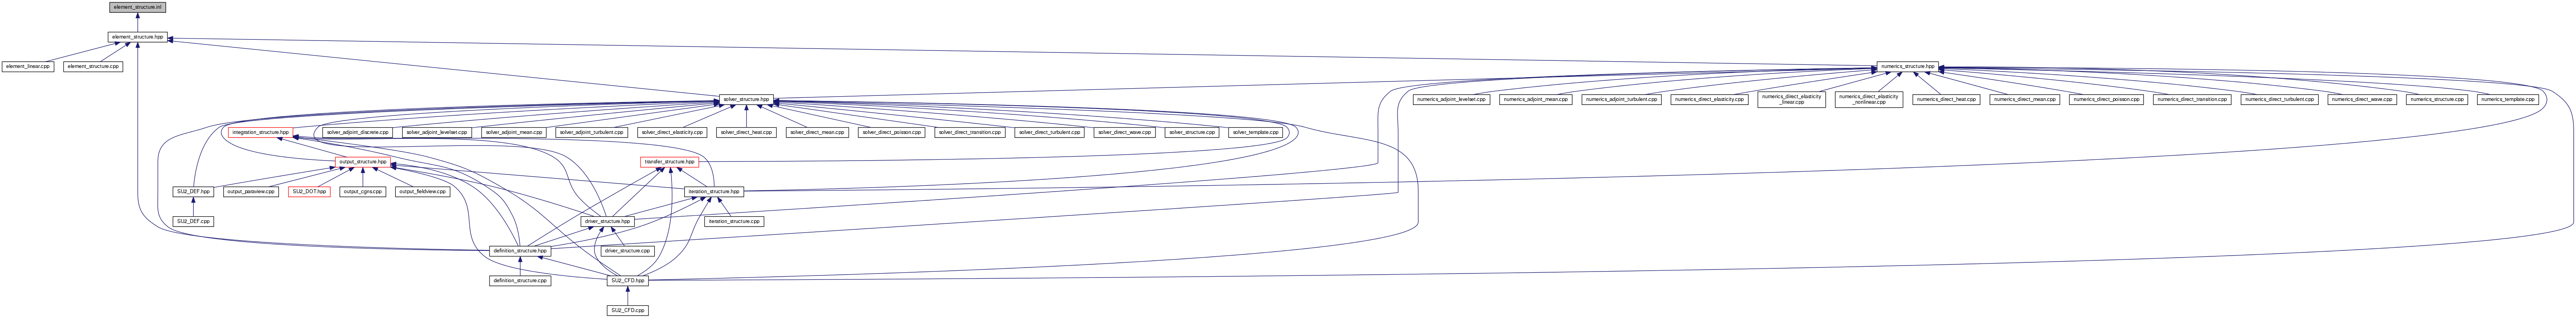 element_structure.inl
element_structure.hpp
element_linear.cpp
element_structure.cpp
numerics_structure.hpp
solver_structure.hpp
numerics_adjoint_levelset.cpp
numerics_adjoint_mean.cpp
numerics_adjoint_turbulent.cpp
numerics_direct_elasticity.cpp
numerics_direct_elasticity
_linear.cpp
numerics_direct_elasticity
_nonlinear.cpp
numerics_direct_heat.cpp
numerics_direct_mean.cpp
numerics_direct_poisson.cpp
numerics_direct_transition.cpp
numerics_direct_turbulent.cpp
numerics_direct_wave.cpp
numerics_structure.cpp
numerics_template.cpp
integration_structure.hpp
solver_adjoint_discrete.cpp
solver_adjoint_levelset.cpp
solver_adjoint_mean.cpp
solver_adjoint_turbulent.cpp
solver_direct_elasticity.cpp
solver_direct_heat.cpp
solver_direct_mean.cpp
solver_direct_poisson.cpp
solver_direct_transition.cpp
solver_direct_turbulent.cpp
solver_direct_wave.cpp
solver_structure.cpp
solver_template.cpp
output_structure.hpp
transfer_structure.hpp
SU2_DEF.hpp
output_paraview.cpp
SU2_DOT.hpp
output_cgns.cpp
output_fieldview.cpp
iteration_structure.hpp
SU2_DEF.cpp
driver_structure.hpp
iteration_structure.cpp
definition_structure.hpp
driver_structure.cpp
definition_structure.cpp
SU2_CFD.hpp
SU2_CFD.cpp